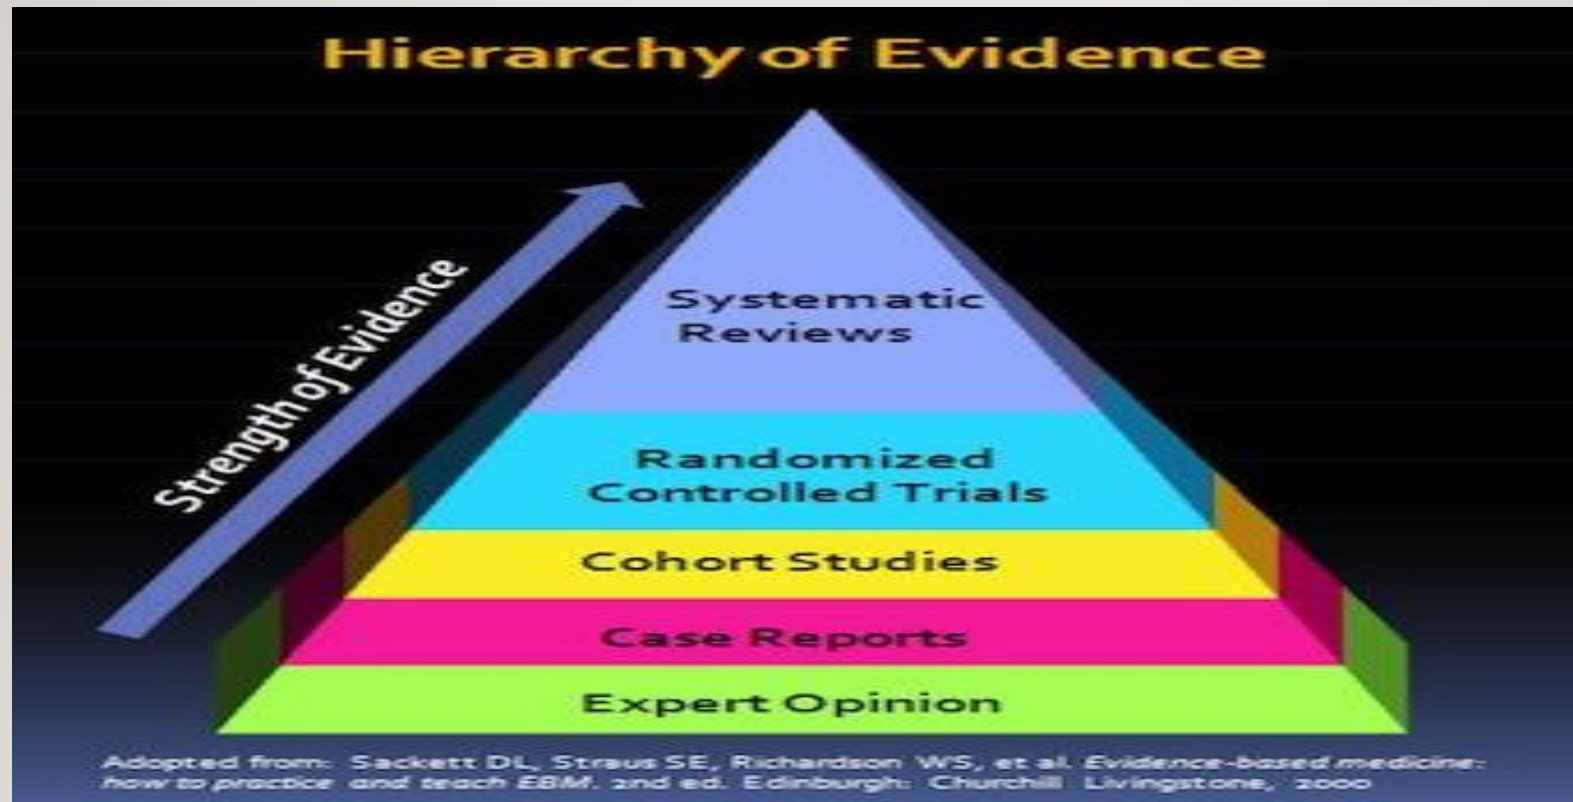 Hierarchy of Evidence
Strength of Evidence
Systematic
Reviews
Randomized
Controlled Trials
Cohort Studies
Case Reports
Expert Opinion
Adopted from: Sackett DL, Straus SE, Richardson WS, et al. Evidence-based medicine:
how to practice and teach EBM. 2nd ed. Edinburgh: Churchill Livingstone, 2000